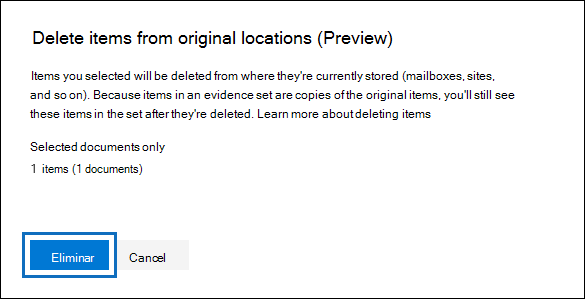 Delete items from original locations (Preview)
Items you selected will be deleted from where they're currently stored (mailboxes, sites,
and so on). Because items in an evidence set are copies of the original items, you'll still see
these items in the set after they're deleted. Learn more about deleting items
Selected documents only
1 items (1 documents)
Eliminar Cancel